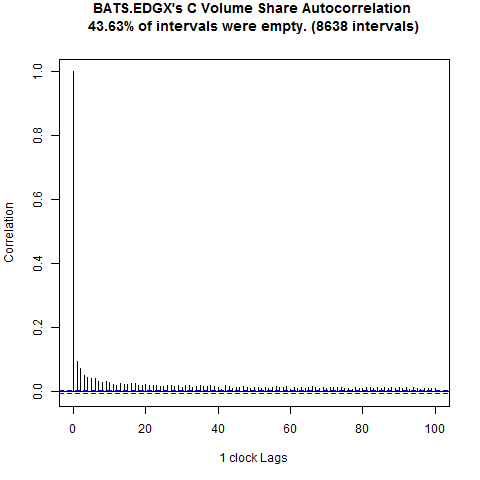 BATS.EDGX's C Volume Share Autocorrelation
43.63% of intervals were empty. (8638 intervals)
1.0
0.8
0.6
0.4
0.2
0.0
Correlation
0 20 40 60 80 100
1 clock Lags